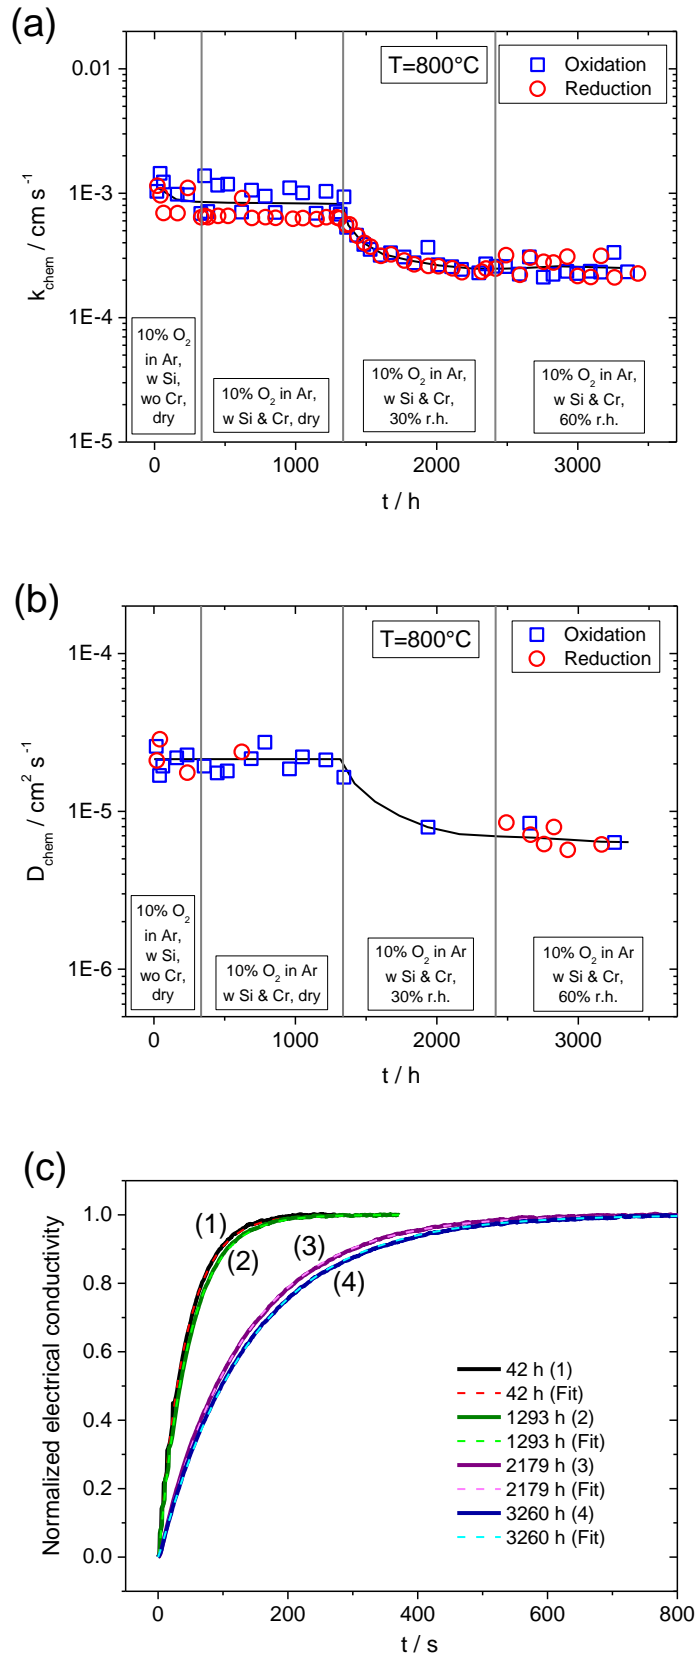 (a)
0.01
T=800°C
Oxidation
Reduction
1E-3
k_chem / cm s^-1
1E-4
10% O_2
in Ar,
w Si,
wo Cr,
dry
10% O_2 in Ar,
w Si & Cr, dry
10% O_2 in Ar,
w Si & Cr,
30% r.h.
10% O_2 in Ar,
w Si & Cr,
60% r.h.
1E-5
0 1000 2000 3000
t / h
(b)
T=800°C
Oxidation
Reduction
1E-4
D_chem / cm^2 s^-1
1E-5
10% O_2
in Ar,
w Si,
wo Cr,
dry
10% O_2 in Ar
w Si & Cr, dry
10% O_2 in Ar
w Si & Cr,
30% r.h.
10% O_2 in Ar
w Si & Cr,
60% r.h.
1E-6
0 1000 2000 3000
t / h
(c)
Normalized electrical conductivity
1.0
0.8
0.6
0.4
0.2
0.0
(1)
(2)
(3)
(4)
42 h (1)
42 h (Fit)
1293 h (2)
1293 h (Fit)
2179 h (3)
2179 h (Fit)
3260 h (4)
3260 h (Fit)
0 200 400 600 800
t / s